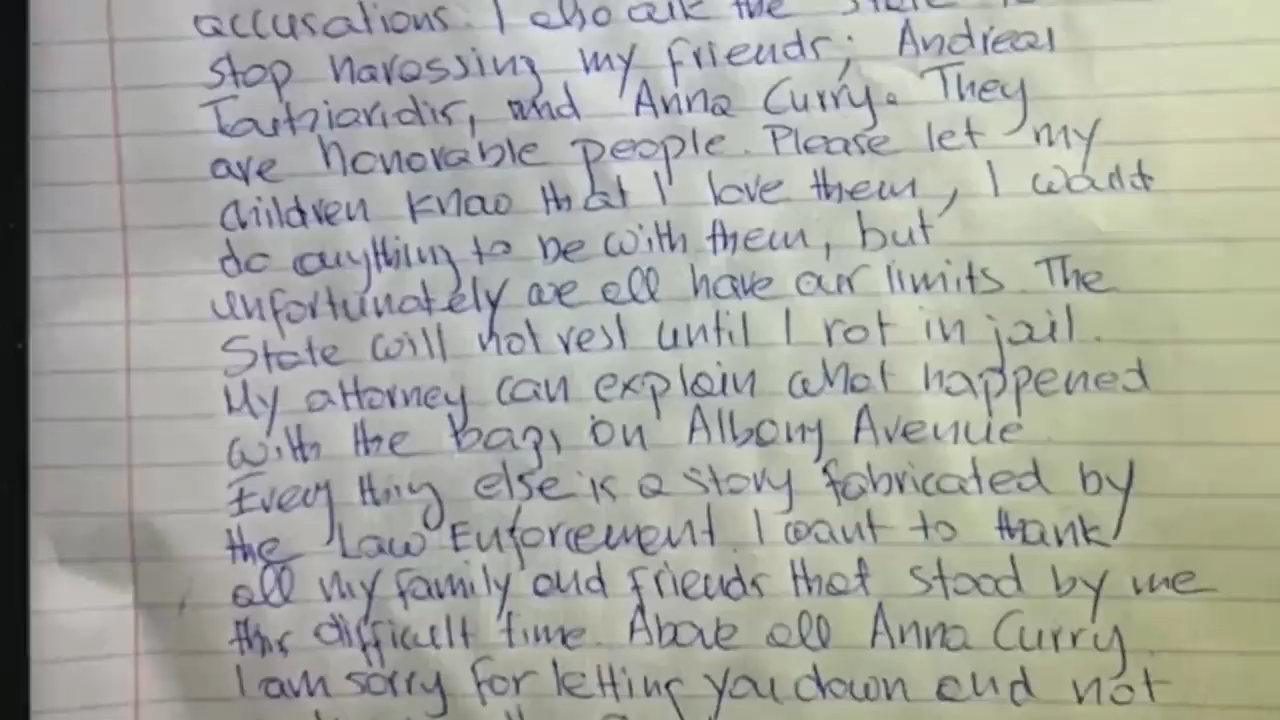 accusations. I also ask the State to
stop harassing my friends; Andreas
Toutziaridis, and Anna Curry. They
are honorable people. Please let my
children know that I love them, I would
do anything to be with them, but
unfortunately we all have our limits. The
State will not rest until I rot in jail.
My attorney can explain what happened
with the bags on Albany Avenue
Everything else is a story fabricated by
the Law Enforcement. I want to thank
all my family and friends that stood by me
this difficult time. Above all Anna Curry.
I am sorry for letting you down and not